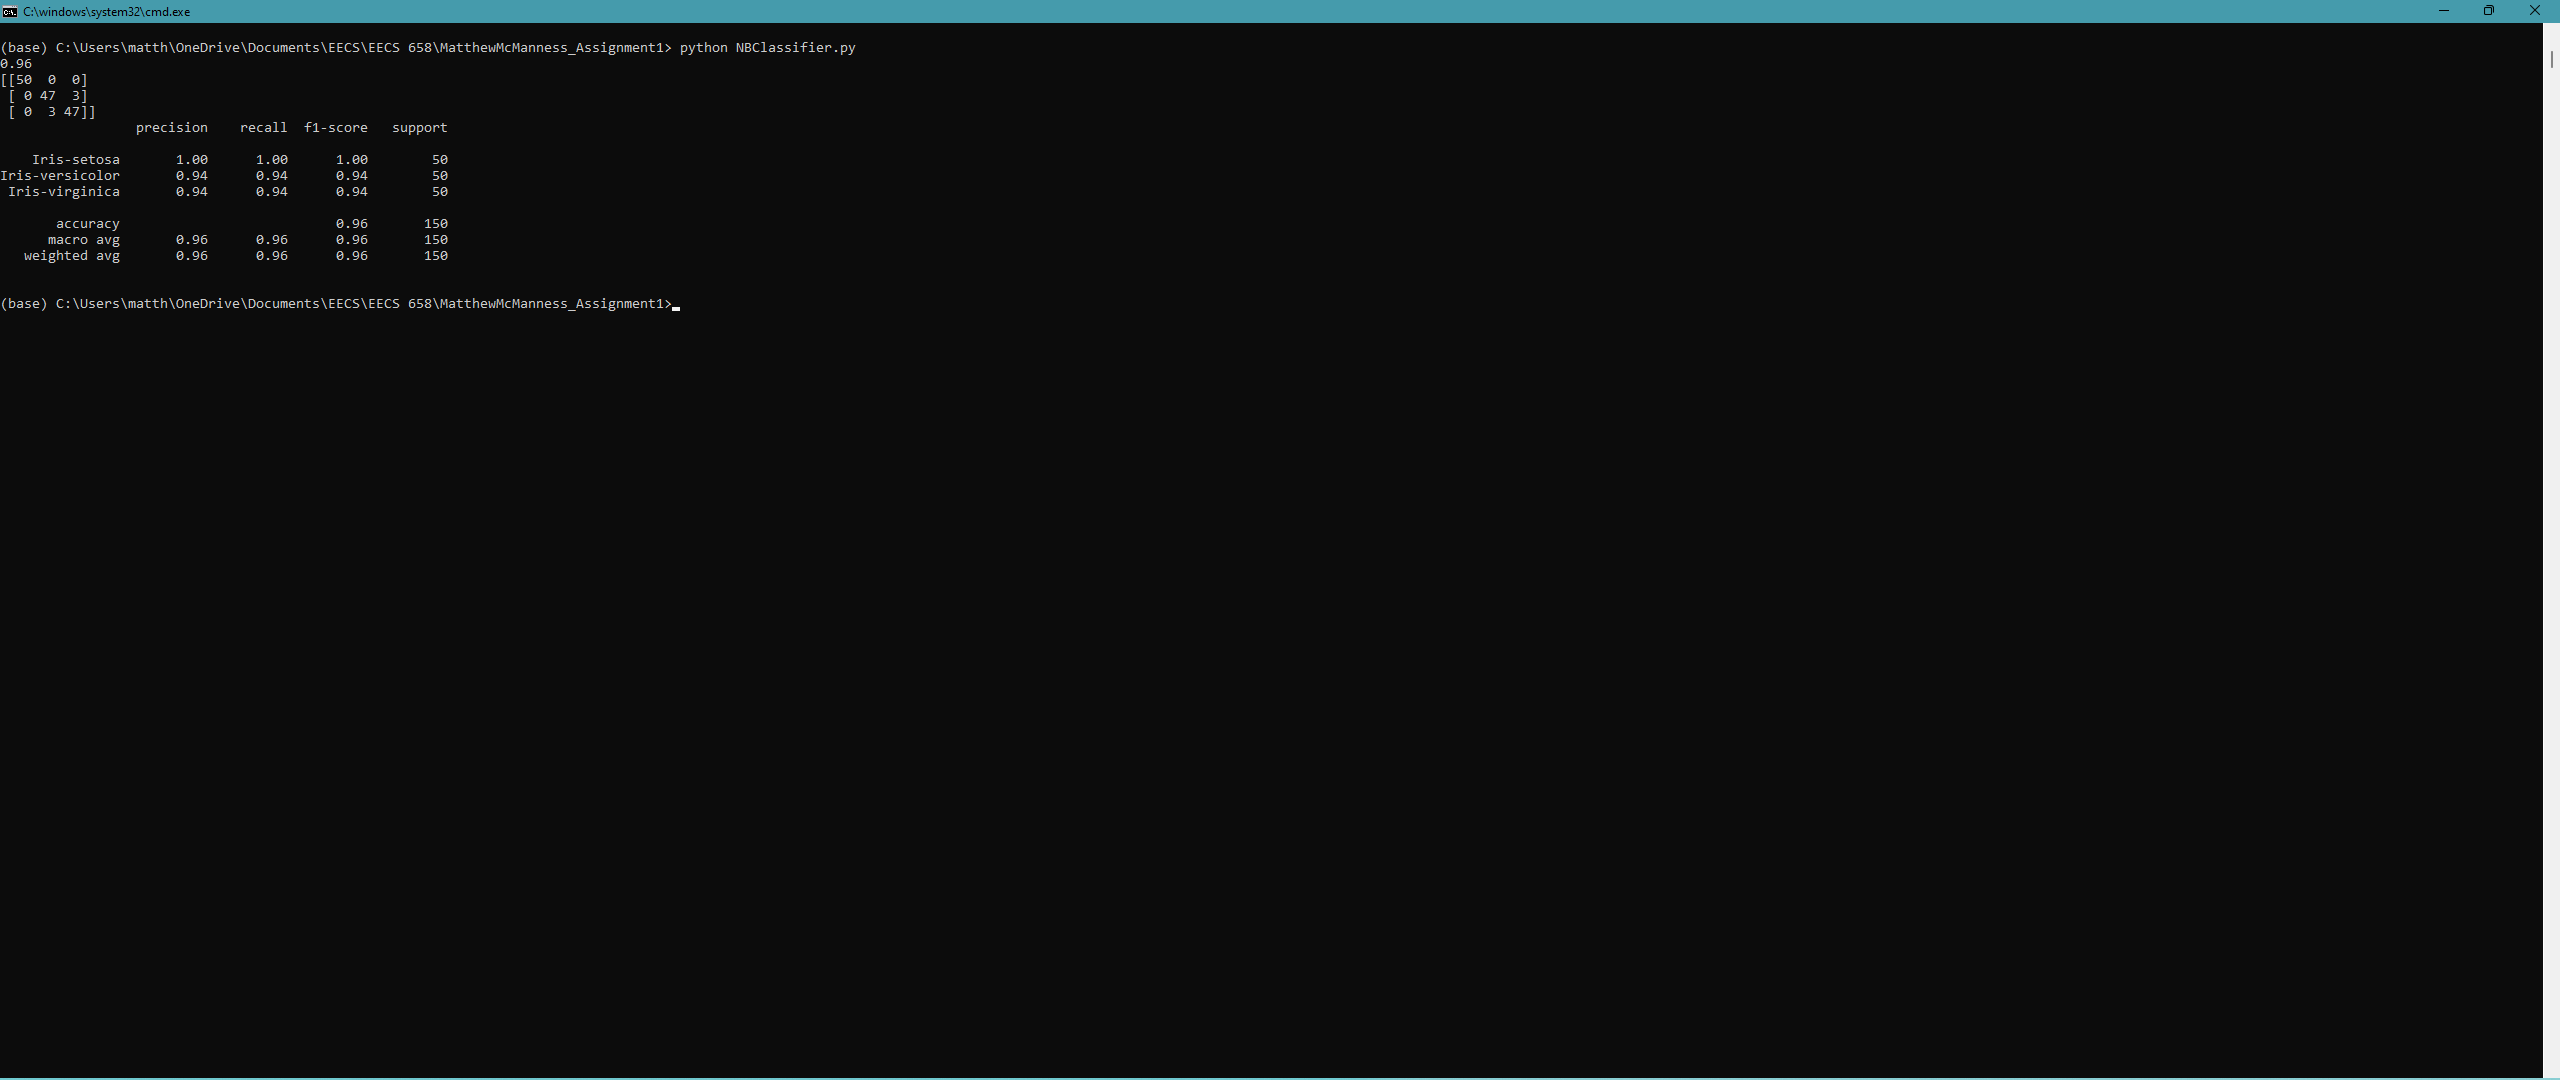 C:\windows\system32\cmd.exe
(base) C:\Users\matth\OneDrive\Documents\EECS\EECS 658\MatthewMcManness_Assignment1> python NBClassifier.py
0.96
[[50  0  0]
 [ 0 47  3]
 [ 0  3 47]]
                 precision    recall  f1-score   support

    Iris-setosa       1.00      1.00      1.00        50
Iris-versicolor       0.94      0.94      0.94        50
 Iris-virginica       0.94      0.94      0.94        50

       accuracy                           0.96       150
      macro avg       0.96      0.96      0.96       150
   weighted avg       0.96      0.96      0.96       150

(base) C:\Users\matth\OneDrive\Documents\EECS\EECS 658\MatthewMcManness_Assignment1>